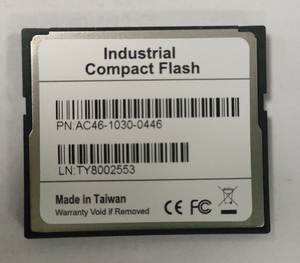 Industrial
Compact Flash
PN:AC46-1030-0446
LN:TY8002553
Made in Taiwan
Warranty Void if Removed
CE FC